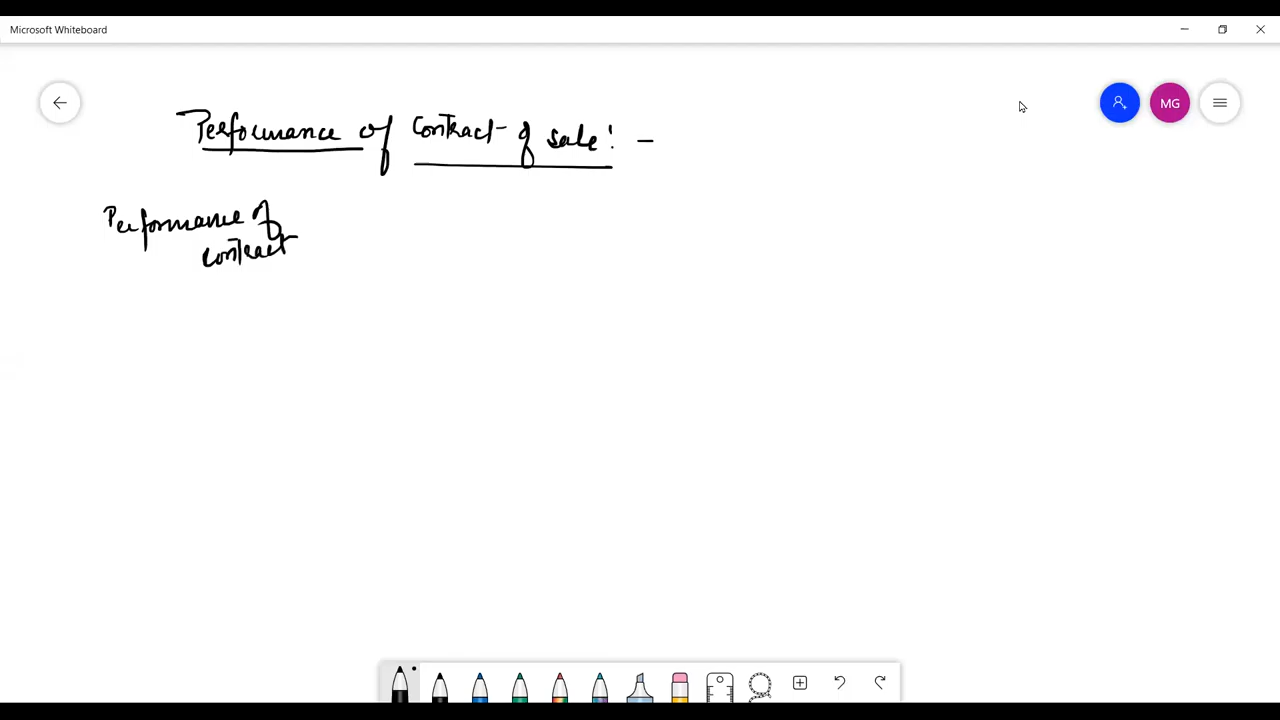 Microsoft Whiteboard
MG
Performance of contract of sale: -
Performance of
contract